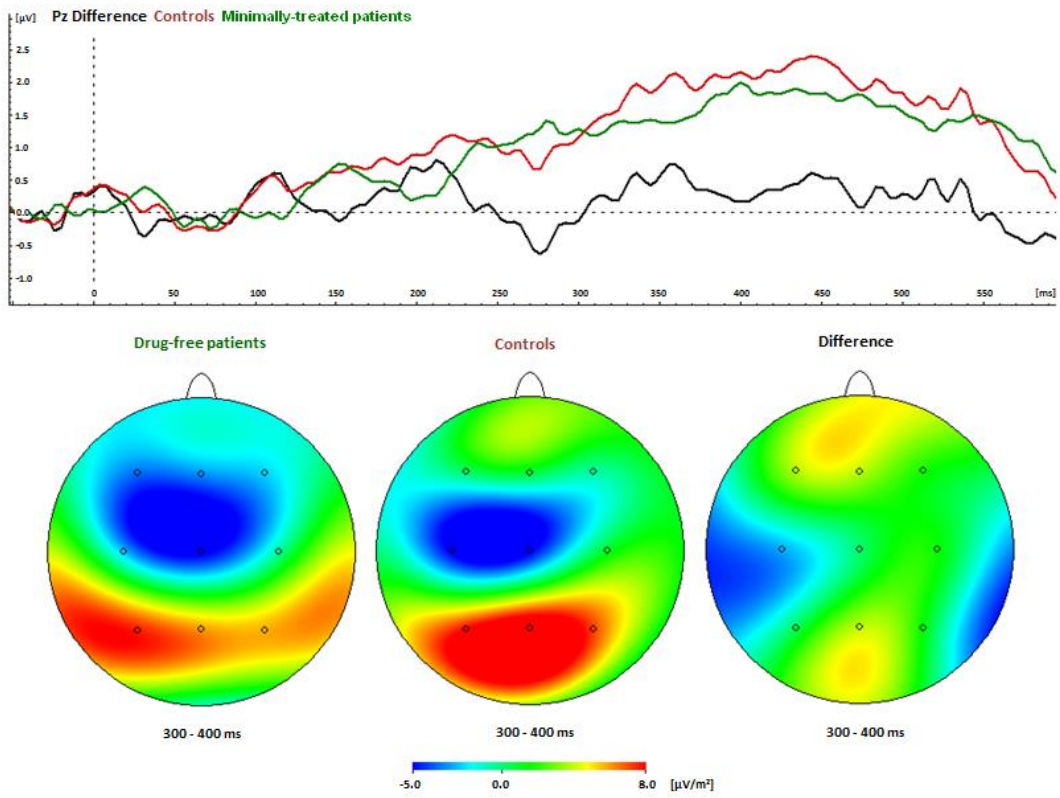 [µV] Pz Difference Controls Minimally-treated patients
2.5
2.0
1.5
1.0
0.5
0.0
-0.5
-1.0
0 50 100 150 200 250 300 350 400 450 500 550 [ms]
Drug-free patients Controls Difference
300 - 400 ms 300 - 400 ms 300 - 400 ms
-5.0 0.0 8.0 [µV/m²]